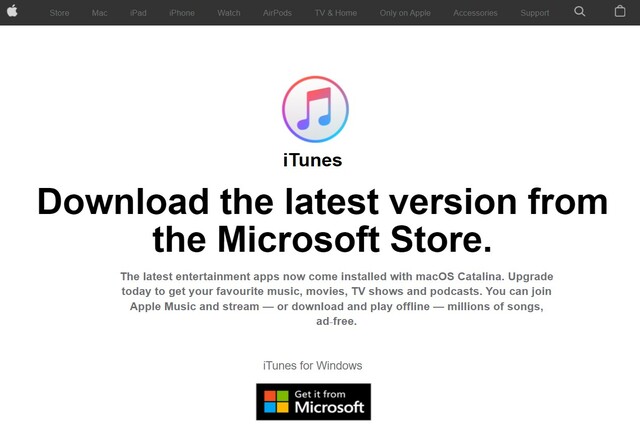 Store Mac iPad iPhone Watch AirPods TV & Home Only on Apple Accessories Support
iTunes
Download the latest version from
the Microsoft Store.
The latest entertainment apps now come installed with macOS Catalina. Upgrade
today to get your favourite music, movies, TV shows and podcasts. You can join
Apple Music and stream — or download and play offline — millions of songs,
ad-free.
iTunes for Windows
Get it from
Microsoft